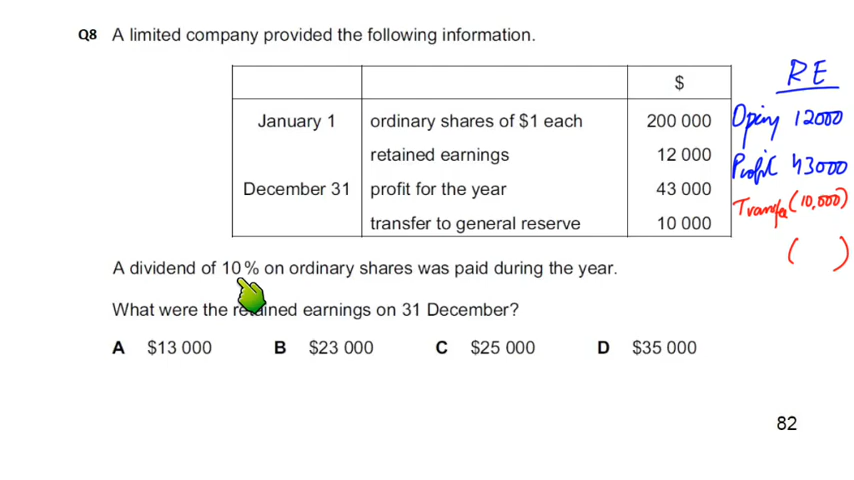 Q8 A limited company provided the following information.
$
January 1 ordinary shares of $1 each 200 000
retained earnings 12 000
December 31 profit for the year 43 000
transfer to general reserve 10 000
RE
Opening 12000
Profit 43000
Transfer (10,000)
( )
A dividend of 10% on ordinary shares was paid during the year.
What were the retained earnings on 31 December?
A $13 000 B $23 000 C $25 000 D $35 000
82